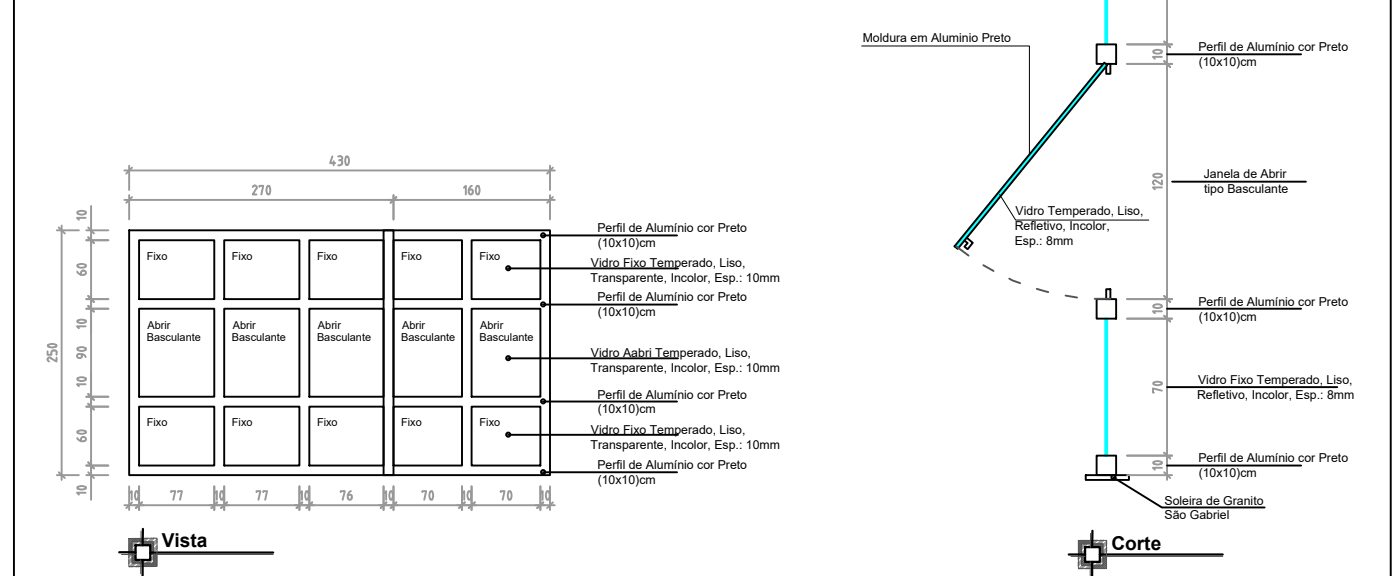 430
270
160
10
60
10
90
10
60
10
250
Fixo
Fixo
Fixo
Fixo
Fixo
Abrir
Basculante
Abrir
Basculante
Abrir
Basculante
Abrir
Basculante
Abrir
Basculante
Fixo
Fixo
Fixo
Fixo
Fixo
10
77
10
77
10
76
10
70
10
70
10
Perfil de Alumínio cor Preto
(10x10)cm
Vidro Fixo Temperado, Liso,
Transparente, Incolor, Esp.: 10mm
Perfil de Alumínio cor Preto
(10x10)cm
Vidro Aabri Temperado, Liso,
Transparente, Incolor, Esp.: 10mm
Perfil de Alumínio cor Preto
(10x10)cm
Vidro Fixo Temperado, Liso,
Transparente, Incolor, Esp.: 10mm
Perfil de Alumínio cor Preto
(10x10)cm
Vista
Moldura em Aluminio Preto
Vidro Temperado, Liso,
Refletivo, Incolor,
Esp.: 8mm
10
Perfil de Alumínio cor Preto
(10x10)cm
120
Janela de Abrir
tipo Basculante
10
Perfil de Alumínio cor Preto
(10x10)cm
70
Vidro Fixo Temperado, Liso,
Refletivo, Incolor, Esp.: 8mm
10
Perfil de Alumínio cor Preto
(10x10)cm
Soleira de Granito
São Gabriel
Corte